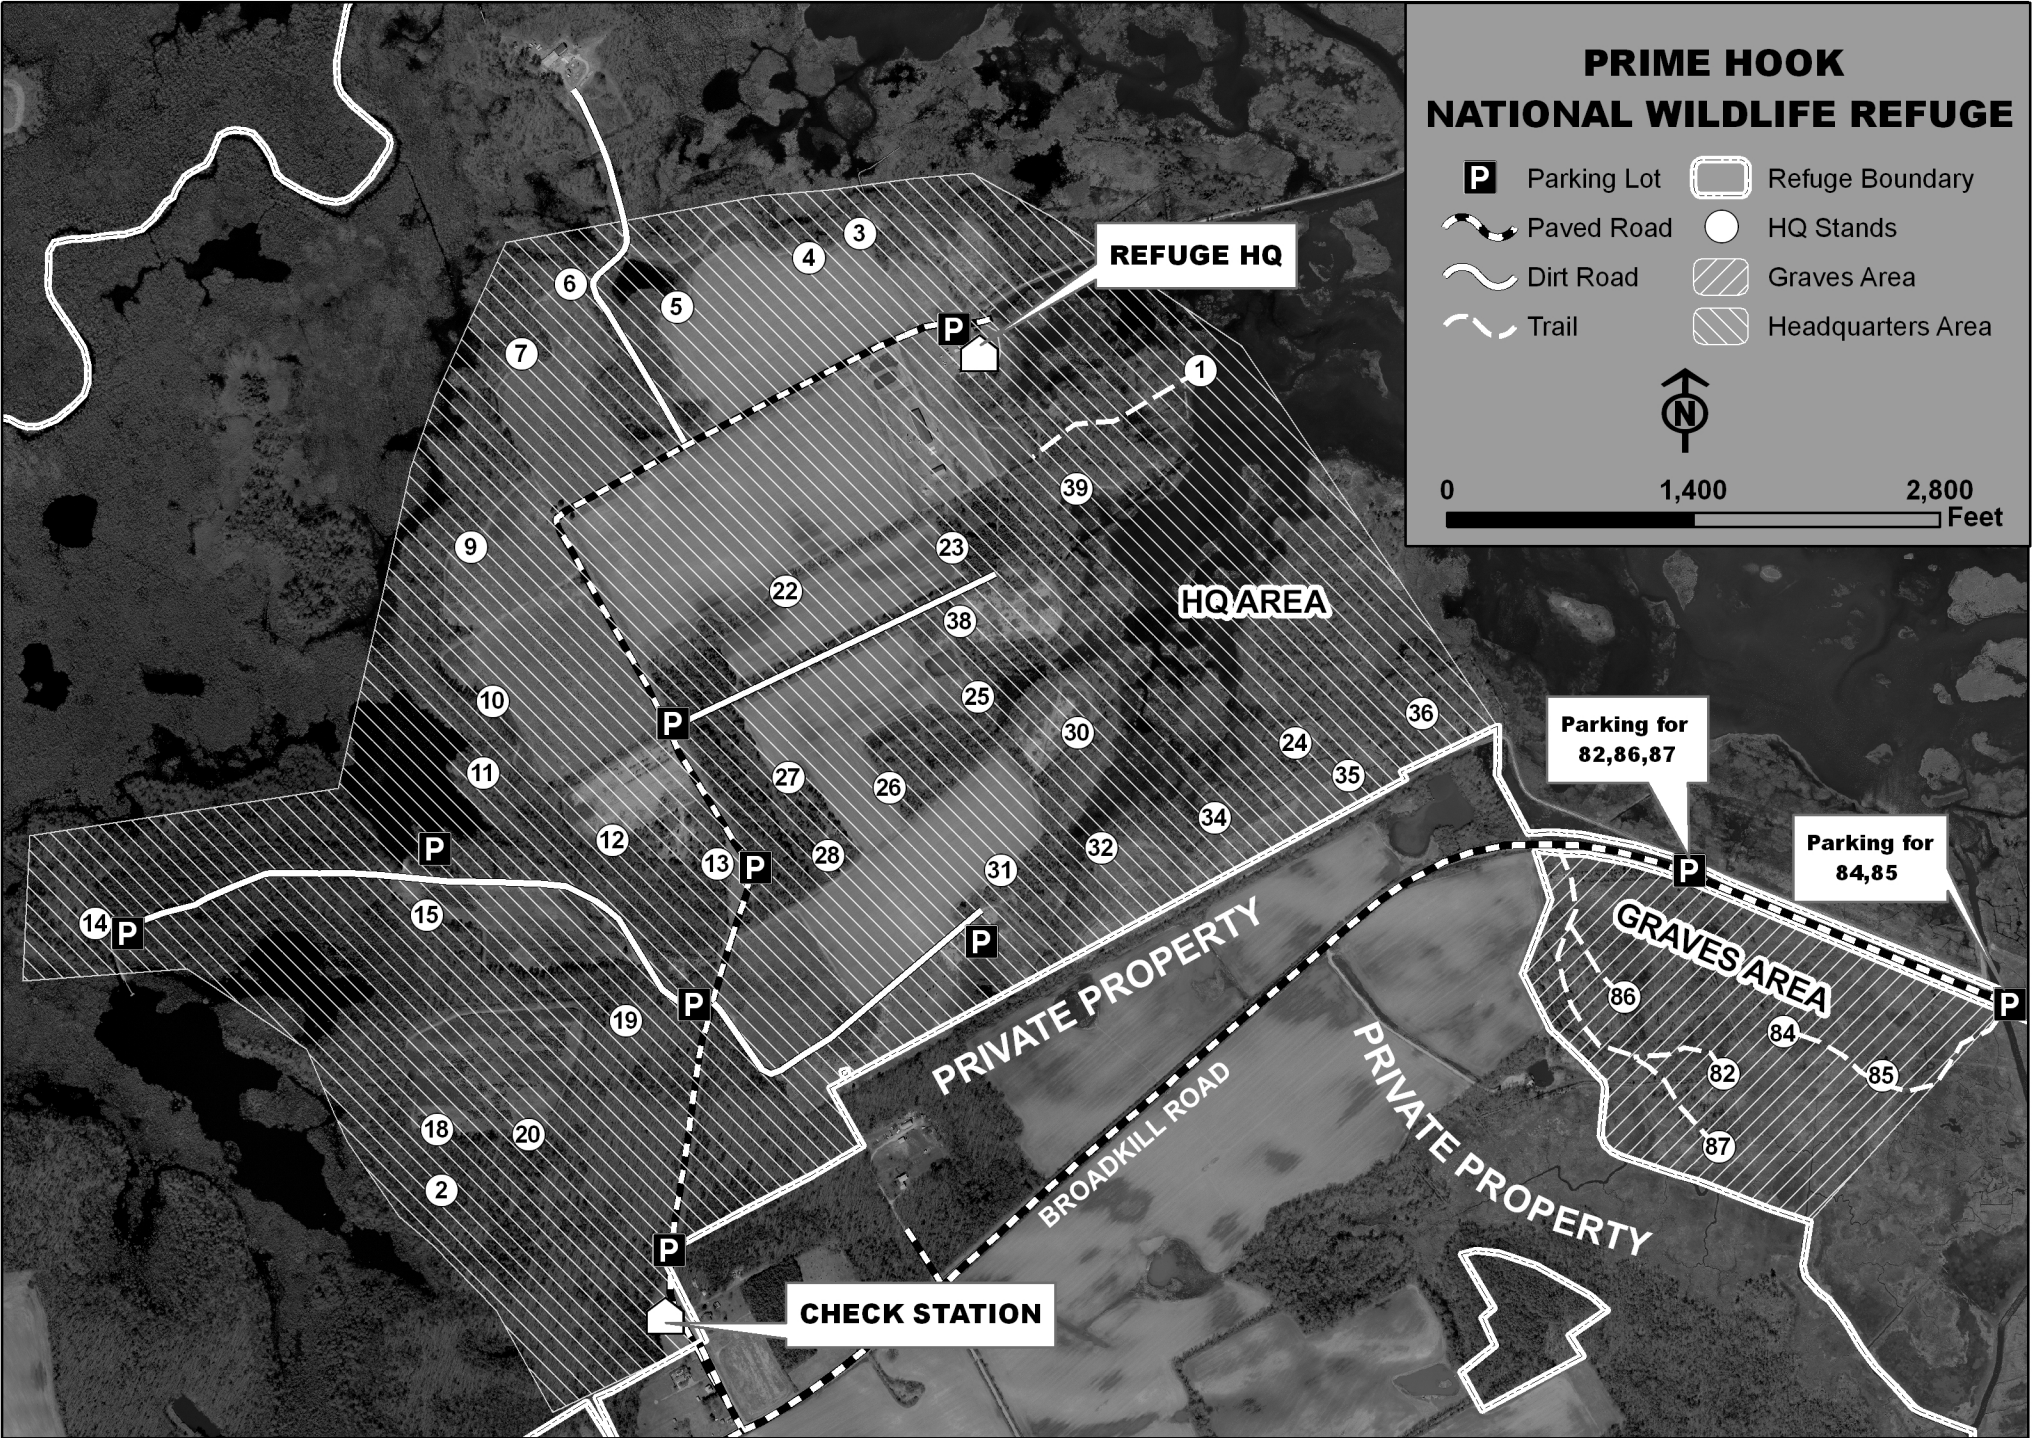 PRIME HOOK
NATIONAL WILDLIFE REFUGE
P Parking Lot
Refuge Boundary
Paved Road
HQ Stands
Dirt Road
Graves Area
Trail
Headquarters Area
N
0 1,400 2,800
Feet
3
4
REFUGE HQ
6
5
P
7
1
39
9
23
22
HQ AREA
38
10
25
36
P
30
24
Parking for
82,86,87
11
27
35
26
34
Parking for
84,85
12
P
13
P
28
32
31
P
15
14
P
P
GRAVES AREA
PRIVATE PROPERTY
86
P
P
19
84
82
85
PRIVATE PROPERTY
BROADKILL ROAD
18
20
87
2
P
CHECK STATION